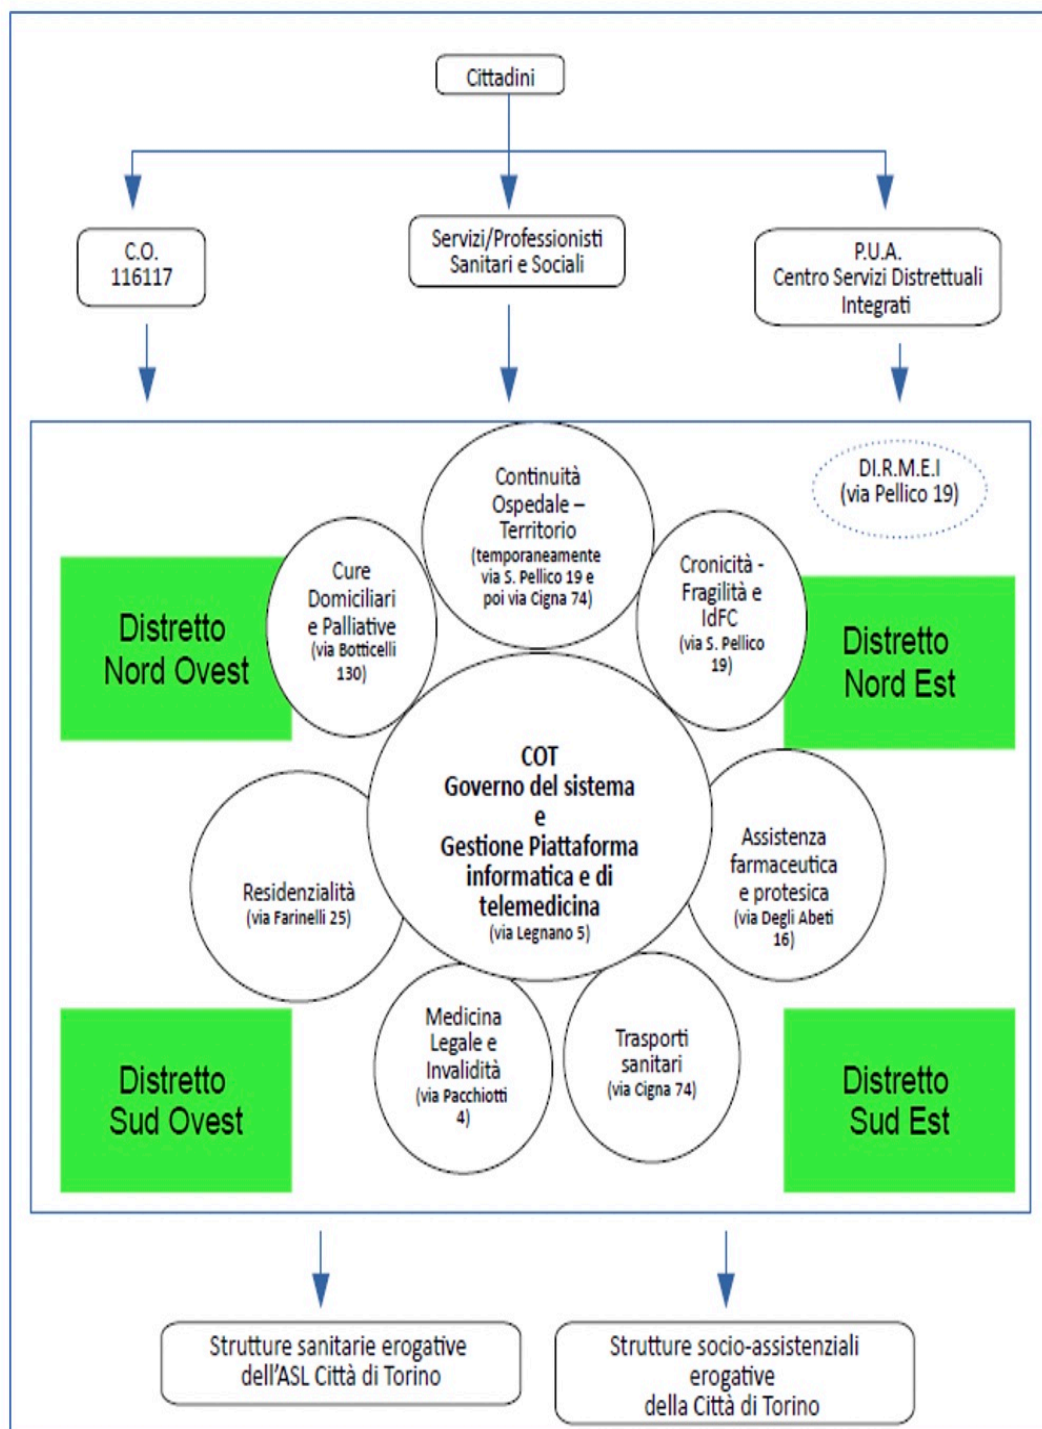 Cittadini
C.O.
116117
Servizi/Professionisti
Sanitari e Sociali
P.U.A.
Centro Servizi Distrettuali
Integrati
DI.R.M.E.I
(via Pellico 19)
Continuità
Ospedale –
Territorio
(temporaneamente
via S. Pellico 19 e
poi via Cigna 74)
Cure
Domiciliari
e Palliative
(via Botticelli
130)
Cronicità -
Fragilità e
IdFC
(via S. Pellico
19)
Distretto
Nord Ovest
Distretto
Nord Est
COT
Governo del sistema
e
Gestione Piattaforma
informatica e di
telemedicina
(via Legnano 5)
Residenzialità
(via Farinelli 25)
Assistenza
farmaceutica
e protesica
(via Degli Abeti
16)
Medicina
Legale e
Invalidità
(via Pacchiotti
4)
Trasporti
sanitari
(via Cigna 74)
Distretto
Sud Ovest
Distretto
Sud Est
Strutture sanitarie erogative
dell'ASL Città di Torino
Strutture socio-assistenziali
erogative
della Città di Torino